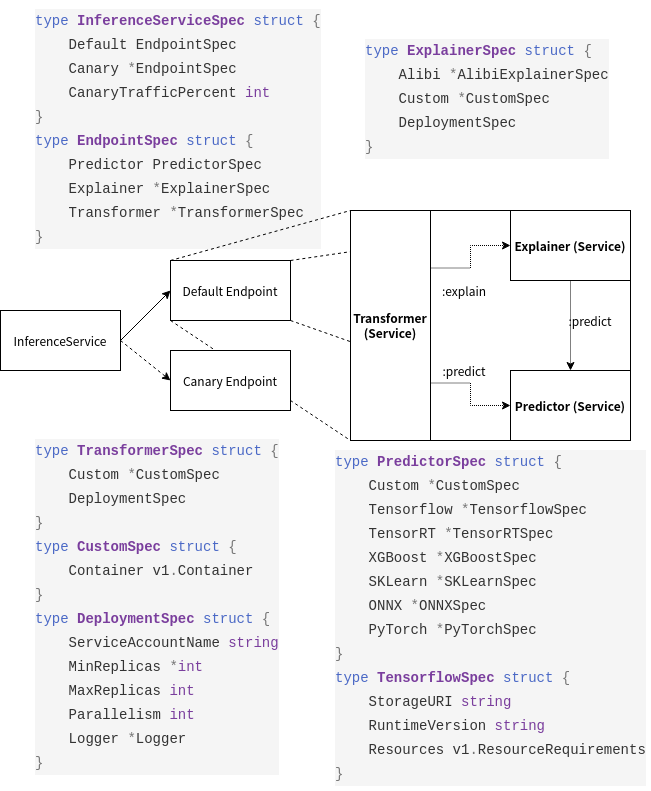 type InferenceServiceSpec struct {
Default EndpointSpec
Canary *EndpointSpec
CanaryTrafficPercent int
}
type EndpointSpec struct {
Predictor PredictorSpec
Explainer *ExplainerSpec
Transformer *TransformerSpec
}
type ExplainerSpec struct {
Alibi *AlibiExplainerSpec
Custom *CustomSpec
DeploymentSpec
}
InferenceService
Default Endpoint
Canary Endpoint
Transformer
(Service)
:explain
:predict
Explainer (Service)
:predict
Predictor (Service)
type TransformerSpec struct {
Custom *CustomSpec
DeploymentSpec
}
type CustomSpec struct {
Container v1.Container
}
type DeploymentSpec struct {
ServiceAccountName string
MinReplicas *int
MaxReplicas int
Parallelism int
Logger *Logger
}
type PredictorSpec struct {
Custom *CustomSpec
Tensorflow *TensorflowSpec
TensorRT *TensorRTSpec
XGBoost *XGBoostSpec
SKLearn *SKLearnSpec
ONNX *ONNXSpec
PyTorch *PyTorchSpec
}
type TensorflowSpec struct {
StorageURI string
RuntimeVersion string
Resources v1.ResourceRequirements
}